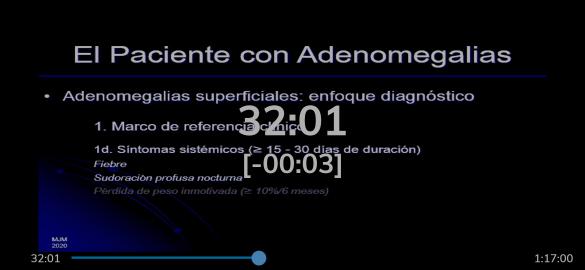 El Paciente con Adenomegalias
• Adenomegalias superficiales: enfoque diagnóstico
32:01
1. Marco de referencia clínico
1d. Síntomas sistémicos (≥ 15 - 30 días de duración)
[-00:03]
Fiebre
Sudoración profusa nocturna
Pérdida de peso inmotivada (≥ 10%/6 meses)
MJM
2020
32:01
1:17:00